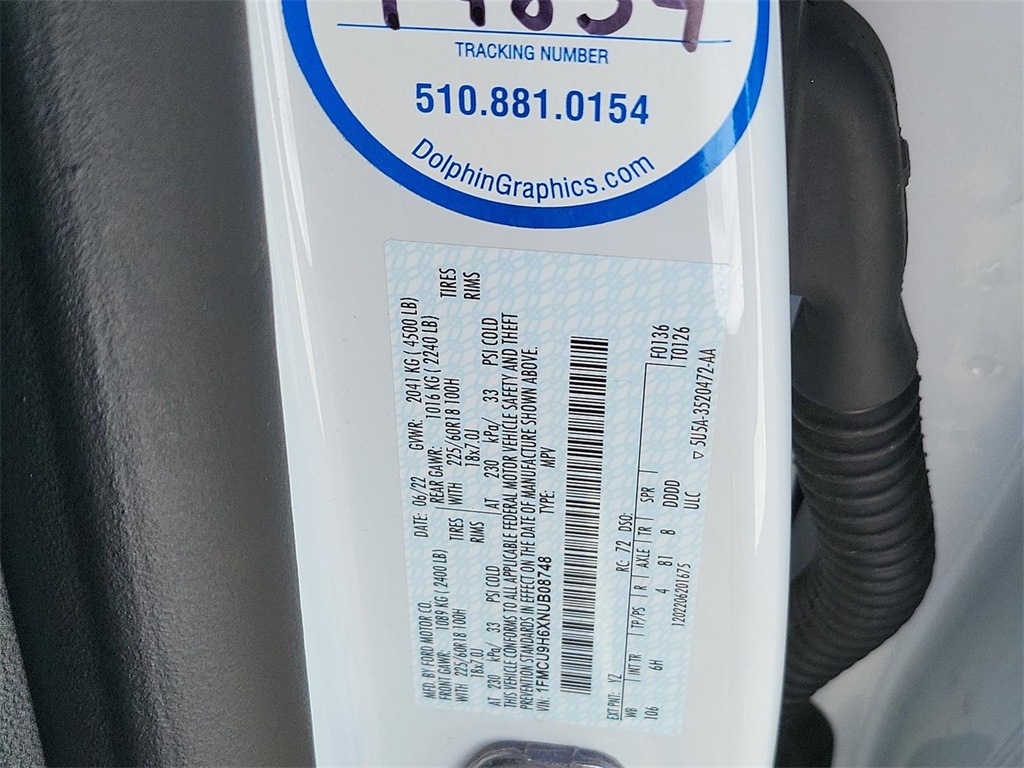 TRACKING NUMBER
510.881.0154
DolphinGraphics.com
MFD. BY FORD MOTOR CO.
DATE: 06/22 GVWR: 2041 KG ( 4500 LB)
FRONT GAWR: 1089 KG (2400 LB) REAR GAWR: 1016 KG ( 2240 LB)
WITH 225/60R18 100H TIRES WITH 225/60R18 100H TIRES
18x7.0J RIMS 18x7.0J RIMS
AT 230 kPa/ 33 PSI COLD AT 230 kPa/ 33 PSI COLD
THIS VEHICLE CONFORMS TO ALL APPLICABLE FEDERAL MOTOR VEHICLE SAFETY AND THEFT
PREVENTION STANDARDS IN EFFECT ON THE DATE OF MANUFACTURE SHOWN ABOVE.
VIN: 1FMCU9H6XNUB08748 TYPE: MPV
EXT PNT: YZ RC: 72 DSO: F0136
WB INT TR TP/PS R AXLE TR SPR T0126
106 6H 4 81 8 DDDD
1202206201675 ULC
5U5A-3520472-AA